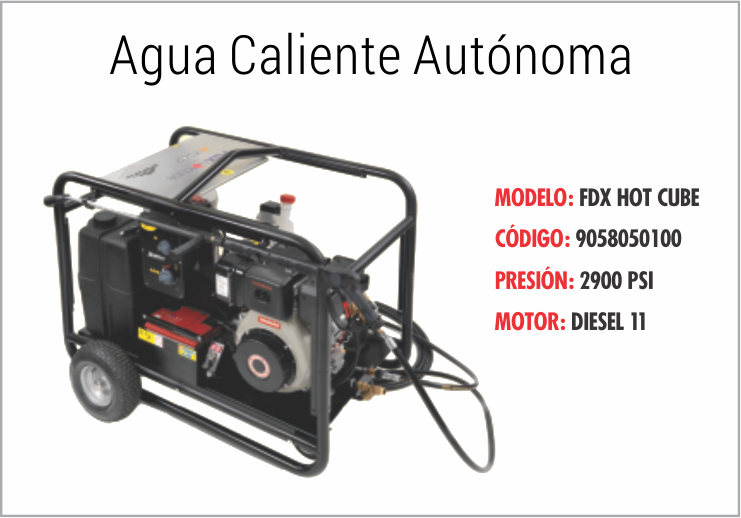 Agua Caliente Autónoma
MODELO: FDX HOT CUBE
CÓDIGO: 9058050100
PRESIÓN: 2900 PSI
MOTOR: DIESEL 11